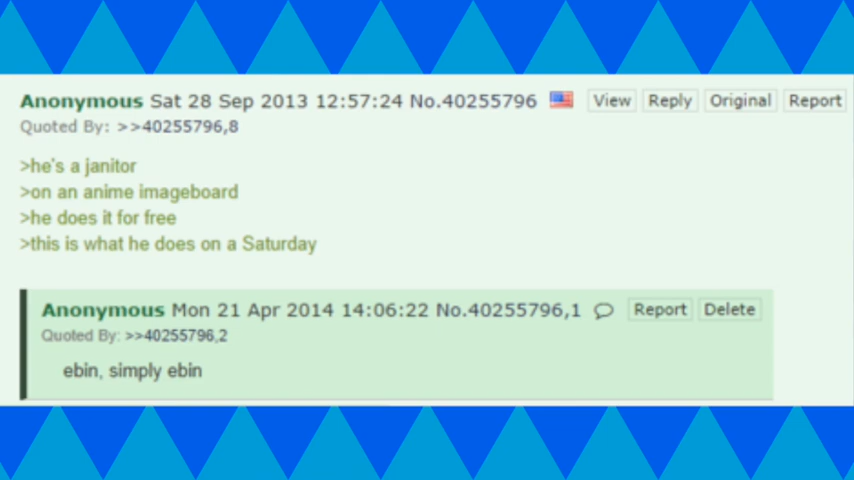 Anonymous Sat 28 Sep 2013 12:57:24 No.40255796 View Reply Original Report
Quoted By: >>40255796,8
>he's a janitor
>on an anime imageboard
>he does it for free
>this is what he does on a Saturday
Anonymous Mon 21 Apr 2014 14:06:22 No.40255796,1 Report Delete
Quoted By: >>40255796,2
ebin, simply ebin